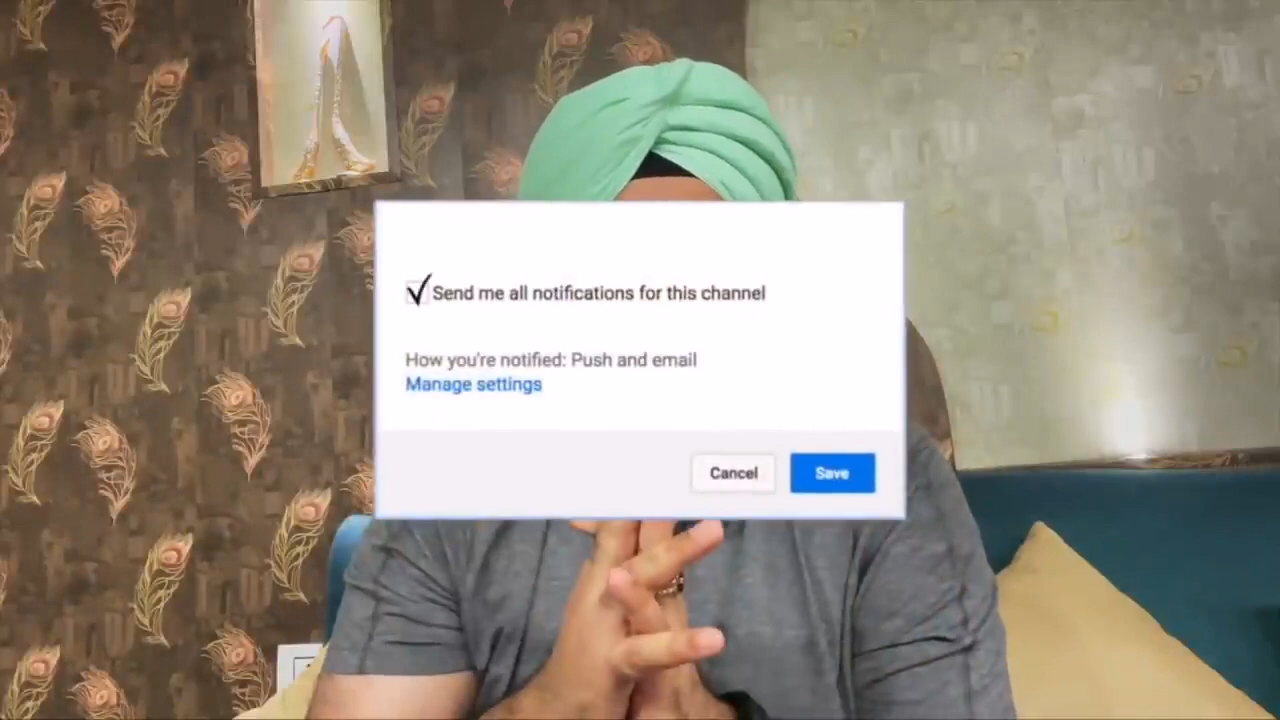 Send me all notifications for this channel
How you're notified: Push and email
Manage settings
Cancel
Save